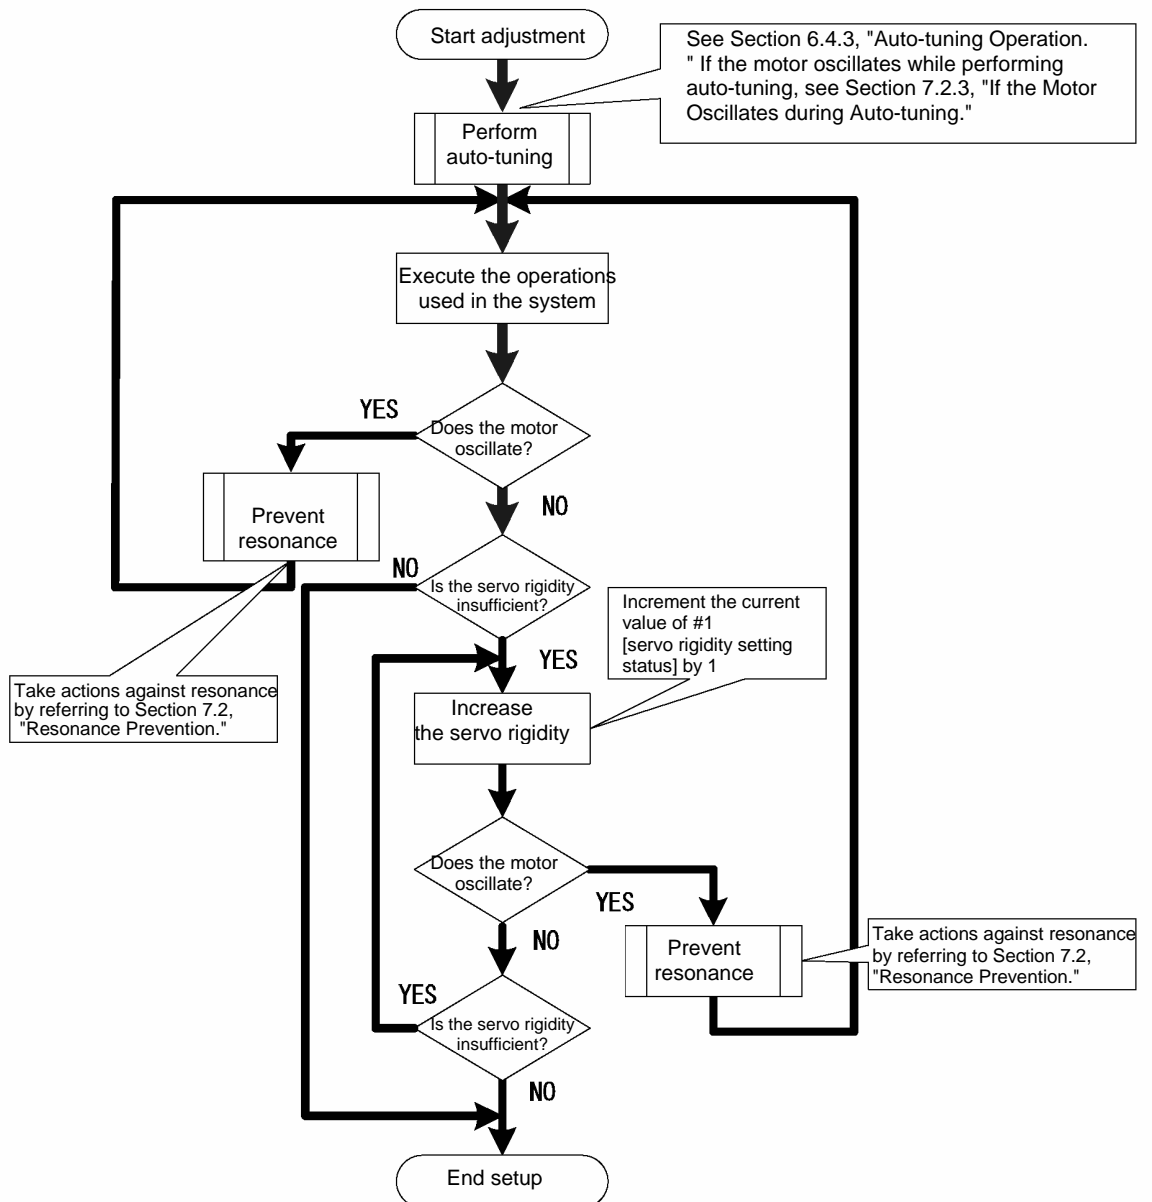 Start adjustment
See Section 6.4.3, "Auto-tuning Operation.
" If the motor oscillates while performing
auto-tuning, see Section 7.2.3, "If the Motor
Oscillates during Auto-tuning."
Perform
auto-tuning
Execute the operations
used in the system
YES
Does the motor
oscillate?
NO
Prevent
resonance
NO
Is the servo rigidity
insufficient?
Increment the current
value of #1
[servo rigidity setting
status] by 1
YES
Take actions against resonance
by referring to Section 7.2,
"Resonance Prevention."
Increase
the servo rigidity
Does the motor
oscillate?
YES
NO
Prevent
resonance
Take actions against resonance
by referring to Section 7.2,
"Resonance Prevention."
YES
Is the servo rigidity
insufficient?
NO
End setup